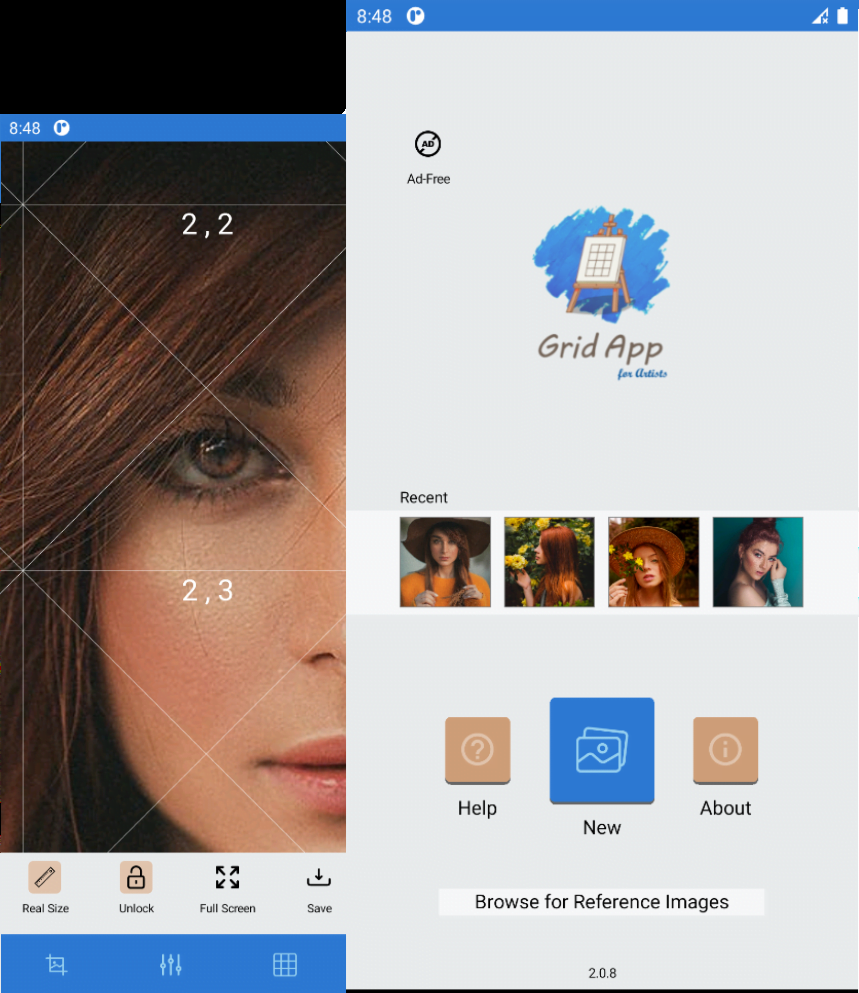 8:48
2 , 2
2 , 3
Real Size
Unlock
Full Screen
Save
8:48
AD
Ad-Free
Grid App
for Artists
Recent
Help
New
About
Browse for Reference Images
2.0.8